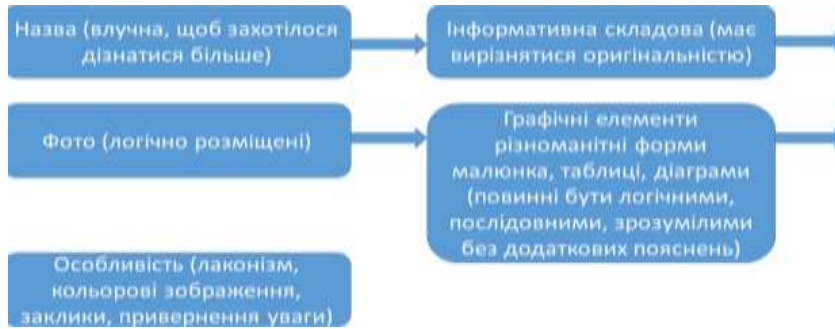 Назва (влучна, щоб захотілося
дізнатися більше)
Інформативна складова (має
вирізнятися оригінальністю)
Фото (логічно розміщені)
Графічні елементи
різноманітні форми
малюнка, таблиці, діаграми
(повинні бути логічними,
послідовними, зрозумілими
без додаткових пояснень)
Особливість (лаконізм,
кольорові зображення,
заклики, привернення уваги)